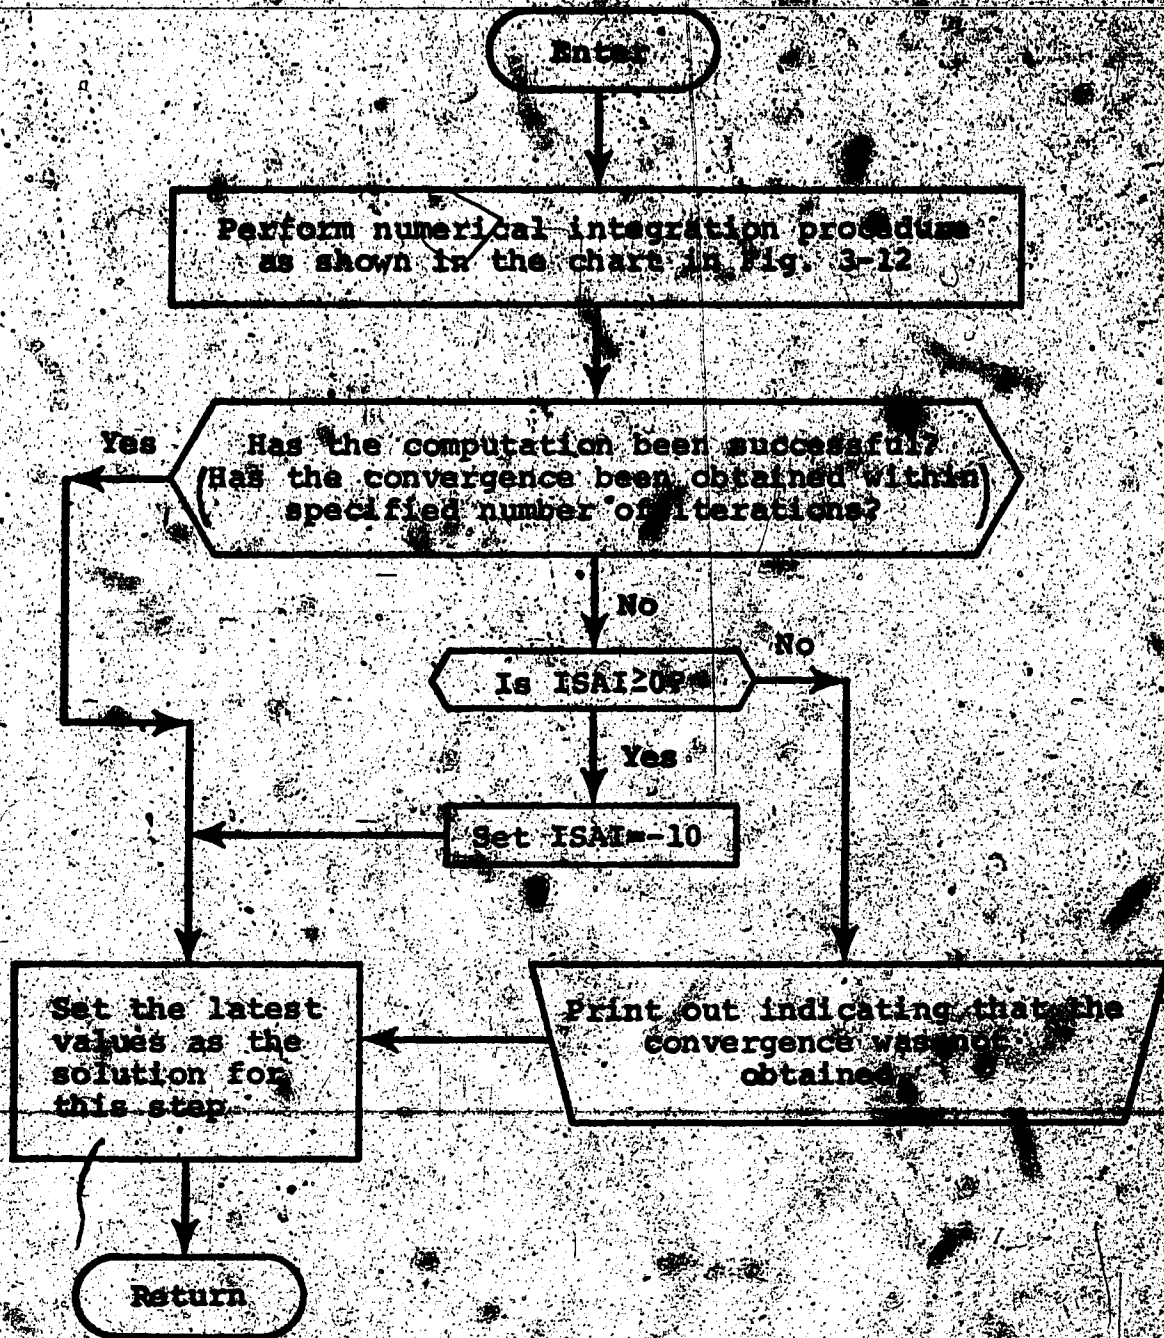 Enter
Perform numerical integration procedure
as shown in the chart in Fig. 3-12
Yes
Has the computation been successful?
(Has the convergence been obtained within
specified number of iterations?)
No
Is ISAI≥0?
No
Yes
Set ISAI=-10
Set the latest
values as the
solution for
this step
Print out indicating that the
convergence was not
obtained
Return